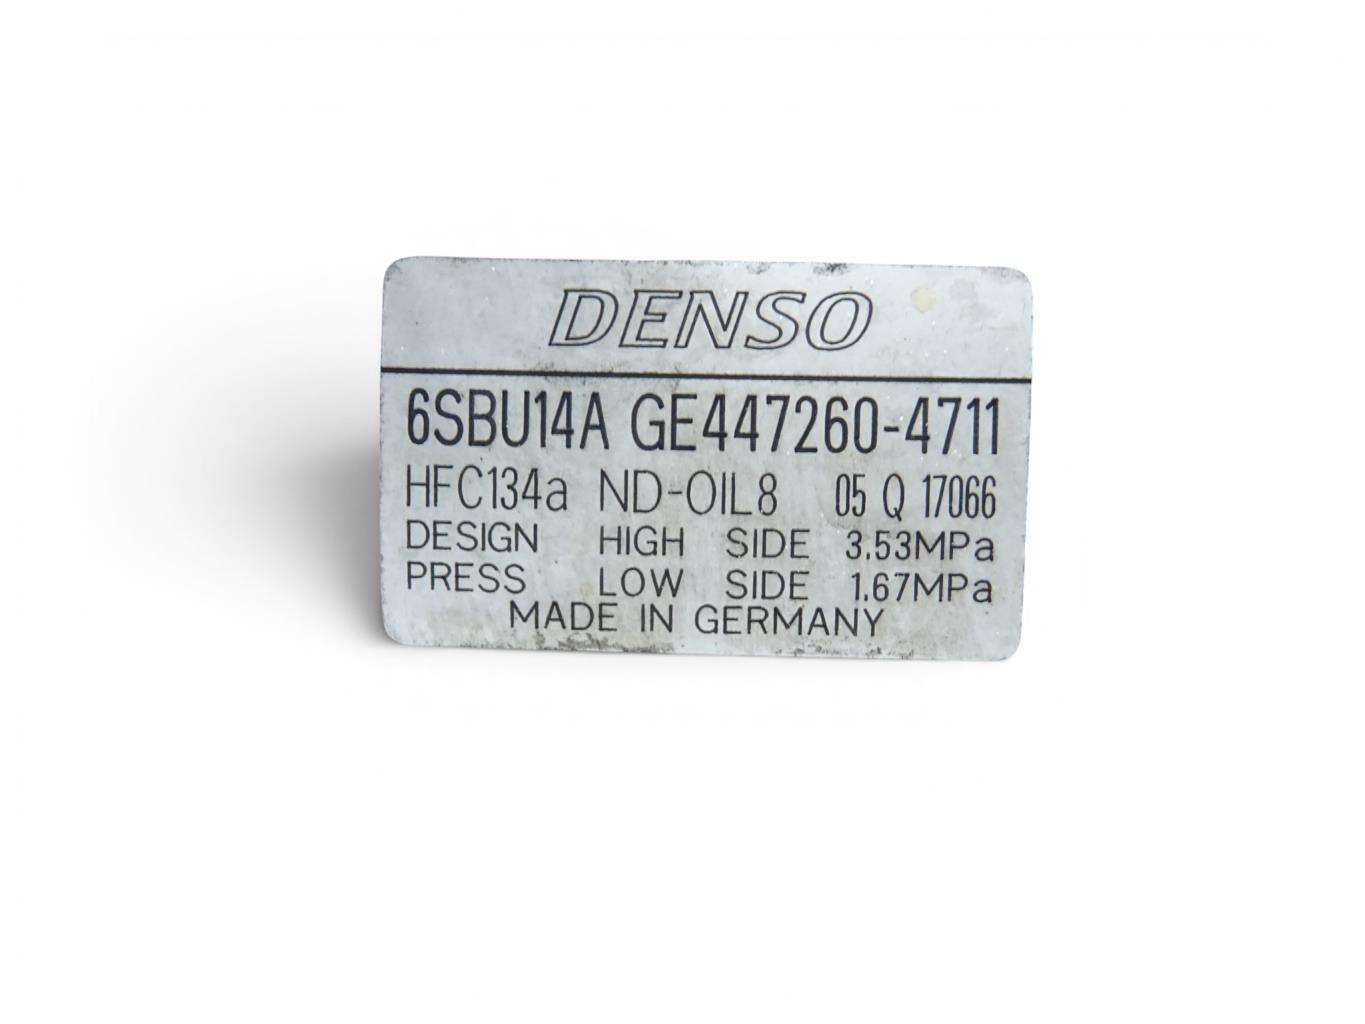 DENSO
6SBU14A GE447260-4711
HFC134a ND-OIL8 05 Q 17066
DESIGN HIGH SIDE 3.53MPa
PRESS LOW SIDE 1.67MPa
MADE IN GERMANY